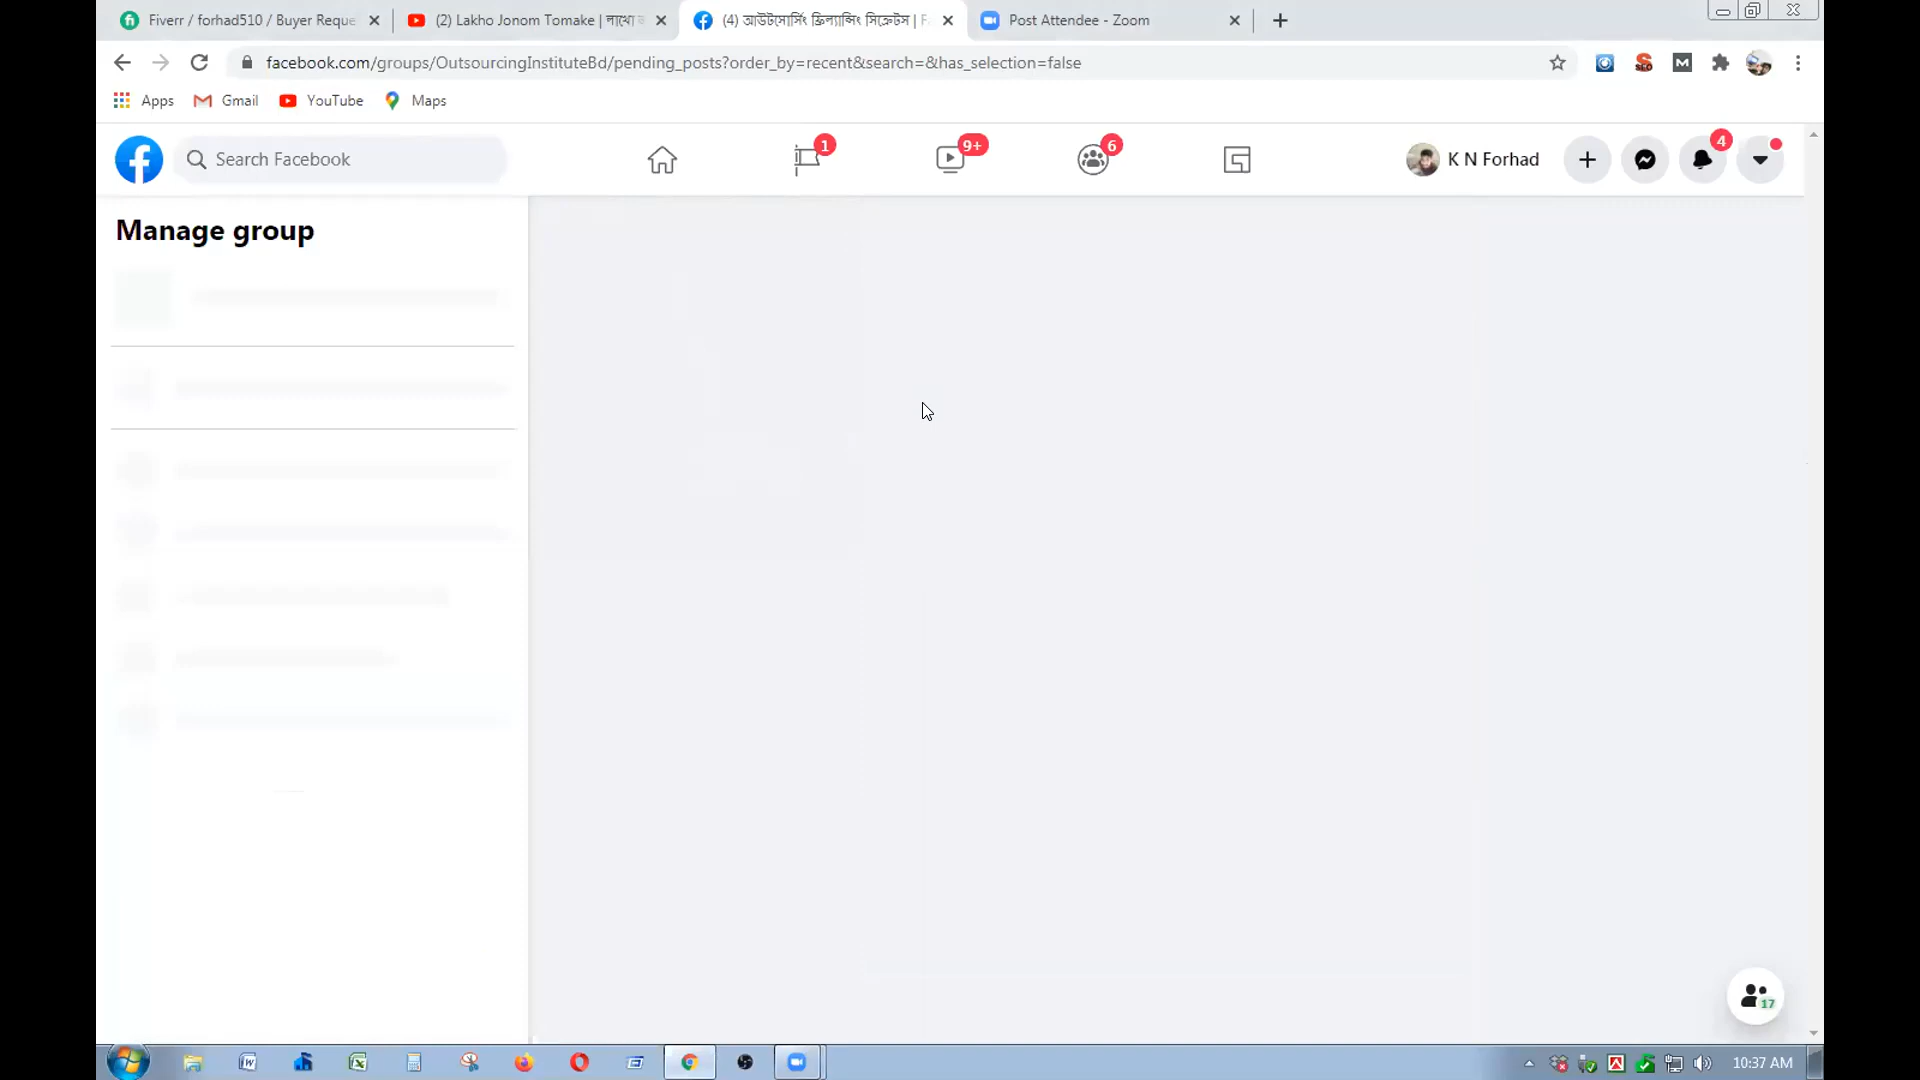 Fiverr / forhad510 / Buyer Reque
(2) Lakho Jonom Tomake | লাখো
(4) আউটসোর্সিং ফ্রিল্যান্সিং সিক্রেটস | F
Post Attendee - Zoom
facebook.com/groups/OutsourcingInstituteBd/pending_posts?order_by=recent&search=&has_selection=false
Apps
Gmail
YouTube
Maps
Search Facebook
1
9+
6
K N Forhad
4
Manage group
17
10:37 AM